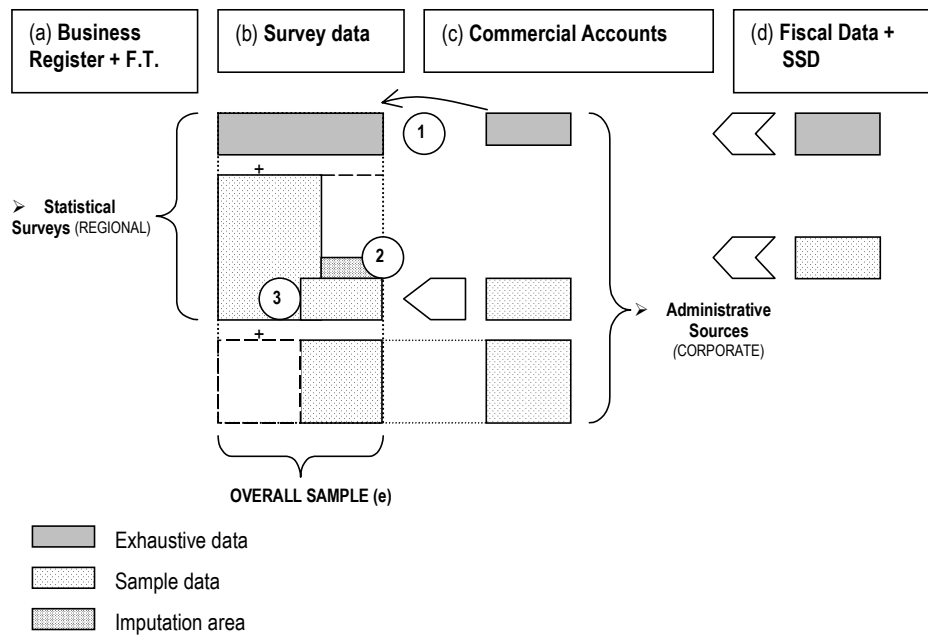 (a) Business
Register + F.T.
(b) Survey data
(c) Commercial Accounts
(d) Fiscal Data +
SSD
1
+
➢ Statistical
Surveys (REGIONAL)
2
3
+
➢ Administrative
Sources
(CORPORATE)
OVERALL SAMPLE (e)
Exhaustive data
Sample data
Imputation area